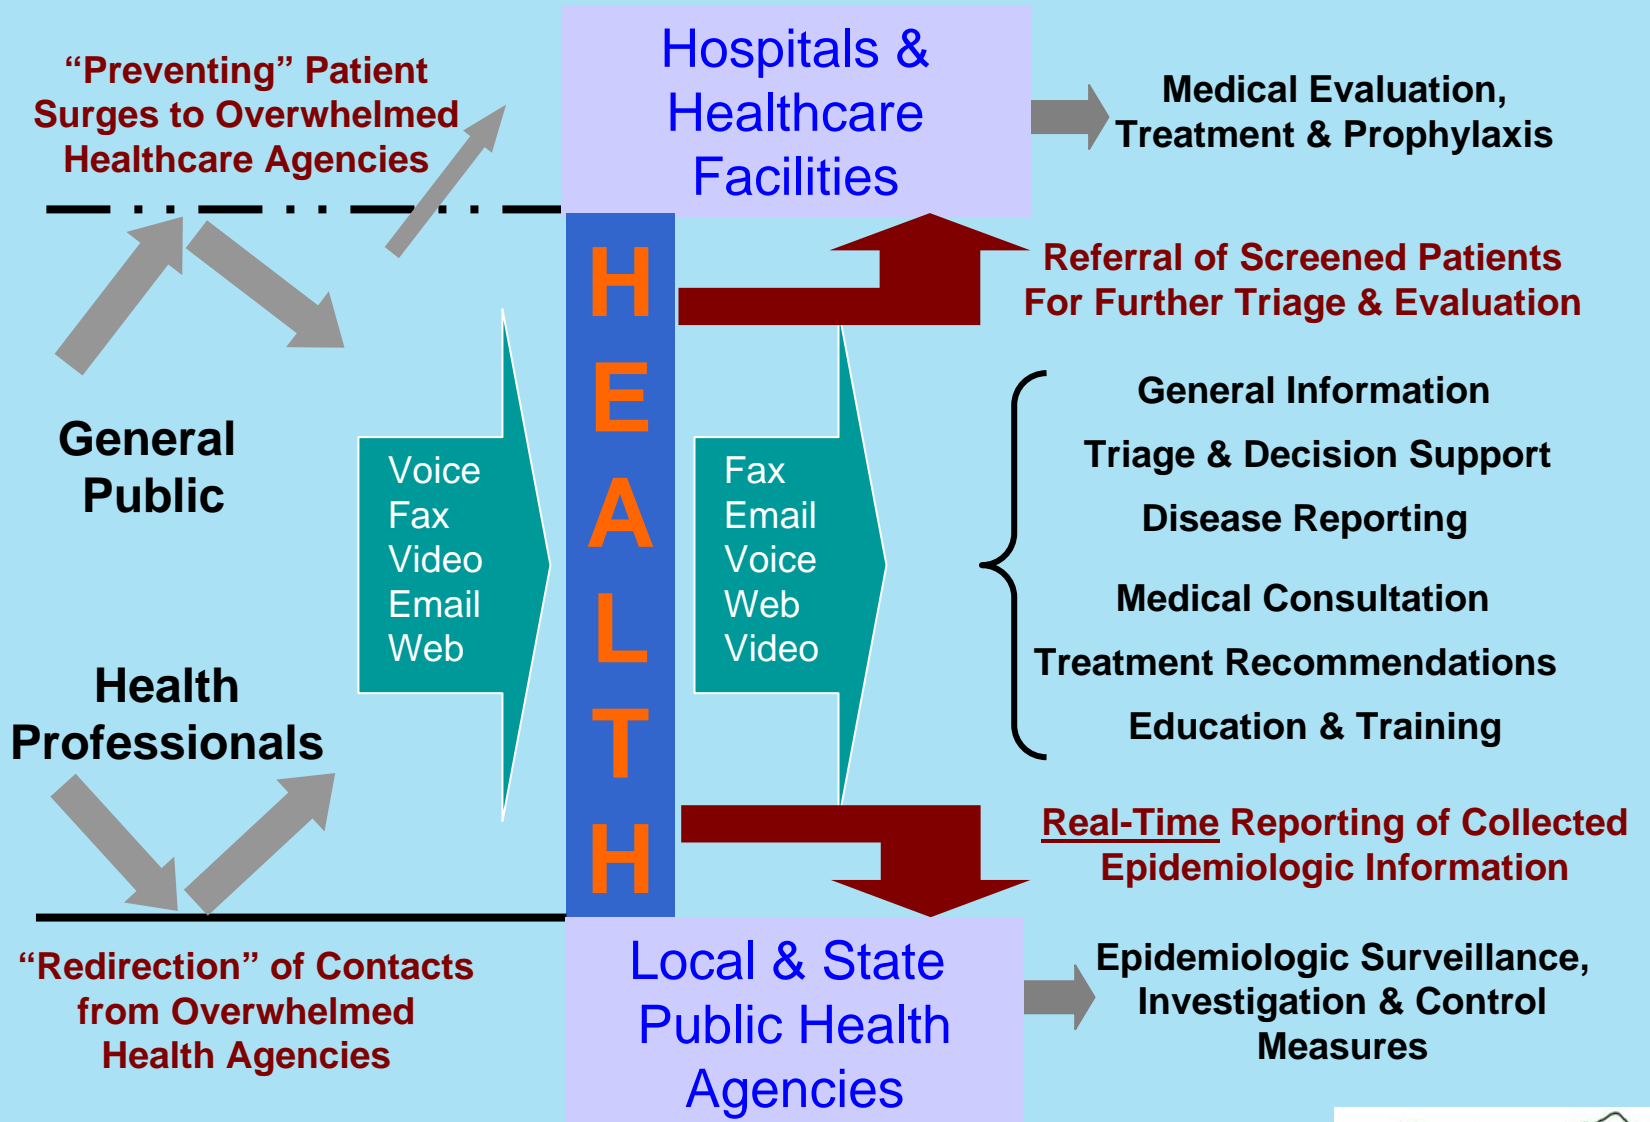 “Preventing” Patient
Surges to Overwhelmed
Healthcare Agencies
Hospitals &
Healthcare
Facilities
Medical Evaluation,
Treatment & Prophylaxis
Referral of Screened Patients
For Further Triage & Evaluation
General
Public
Health
Professionals
Voice
Fax
Video
Email
Web
H
E
A
L
T
H
Fax
Email
Voice
Web
Video
General Information
Triage & Decision Support
Disease Reporting
Medical Consultation
Treatment Recommendations
Education & Training
Real-Time Reporting of Collected
Epidemiologic Information
“Redirection” of Contacts
from Overwhelmed
Health Agencies
Local & State
Public Health
Agencies
Epidemiologic Surveillance,
Investigation & Control
Measures